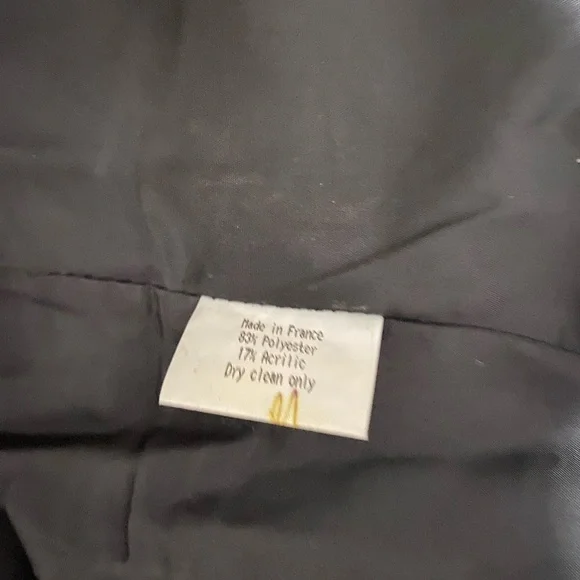 Made in France
83% Polyester
17% Acrilic
Dry clean only